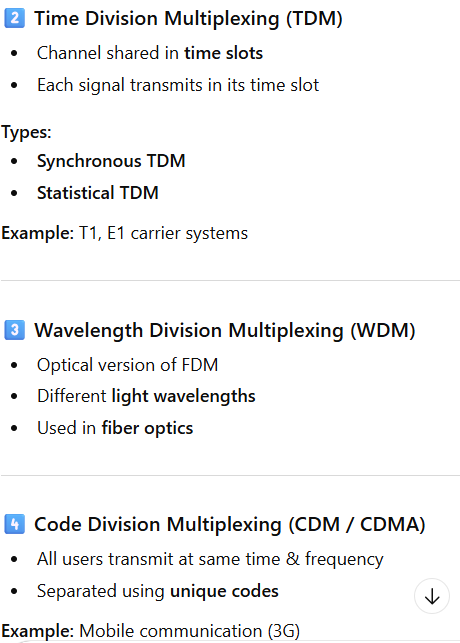 2 Time Division Multiplexing (TDM)
• Channel shared in time slots
• Each signal transmits in its time slot
Types:
• Synchronous TDM
• Statistical TDM
Example: T1, E1 carrier systems
3 Wavelength Division Multiplexing (WDM)
• Optical version of FDM
• Different light wavelengths
• Used in fiber optics
4 Code Division Multiplexing (CDM / CDMA)
• All users transmit at same time & frequency
• Separated using unique codes
Example: Mobile communication (3G)